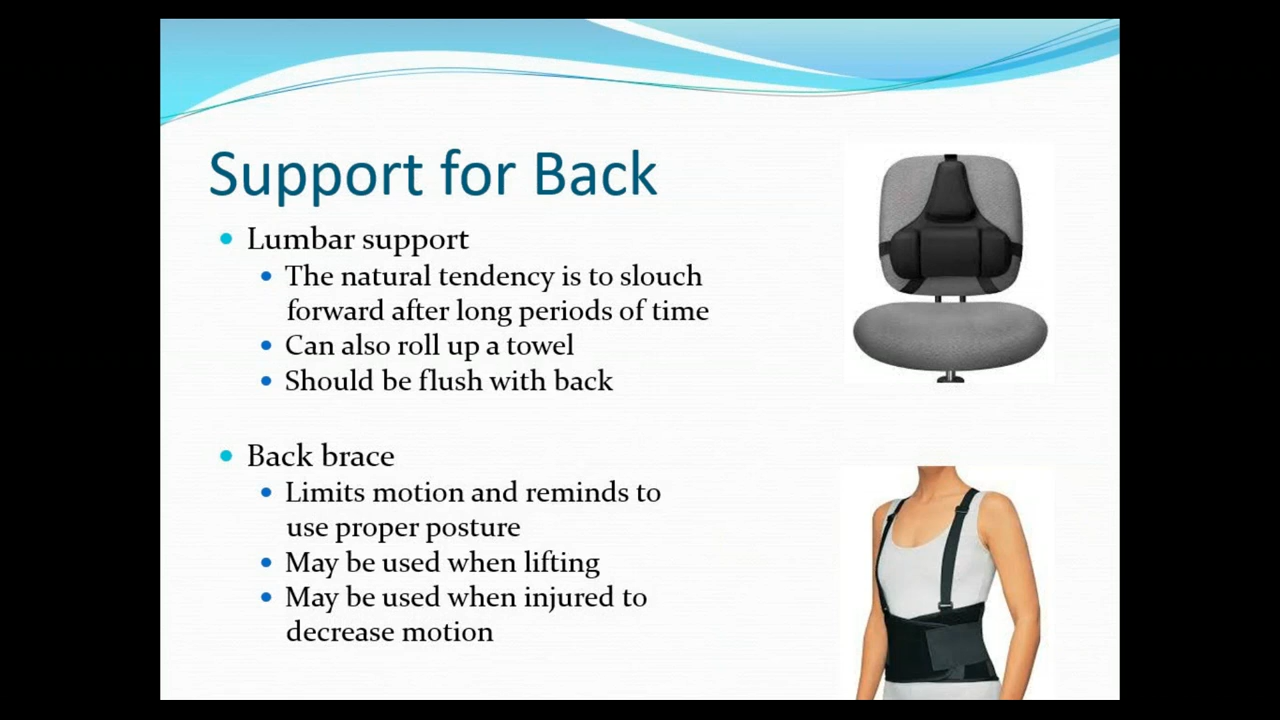 Support for Back
• Lumbar support
• The natural tendency is to slouch
forward after long periods of time
• Can also roll up a towel
• Should be flush with back
• Back brace
• Limits motion and reminds to
use proper posture
• May be used when lifting
• May be used when injured to
decrease motion